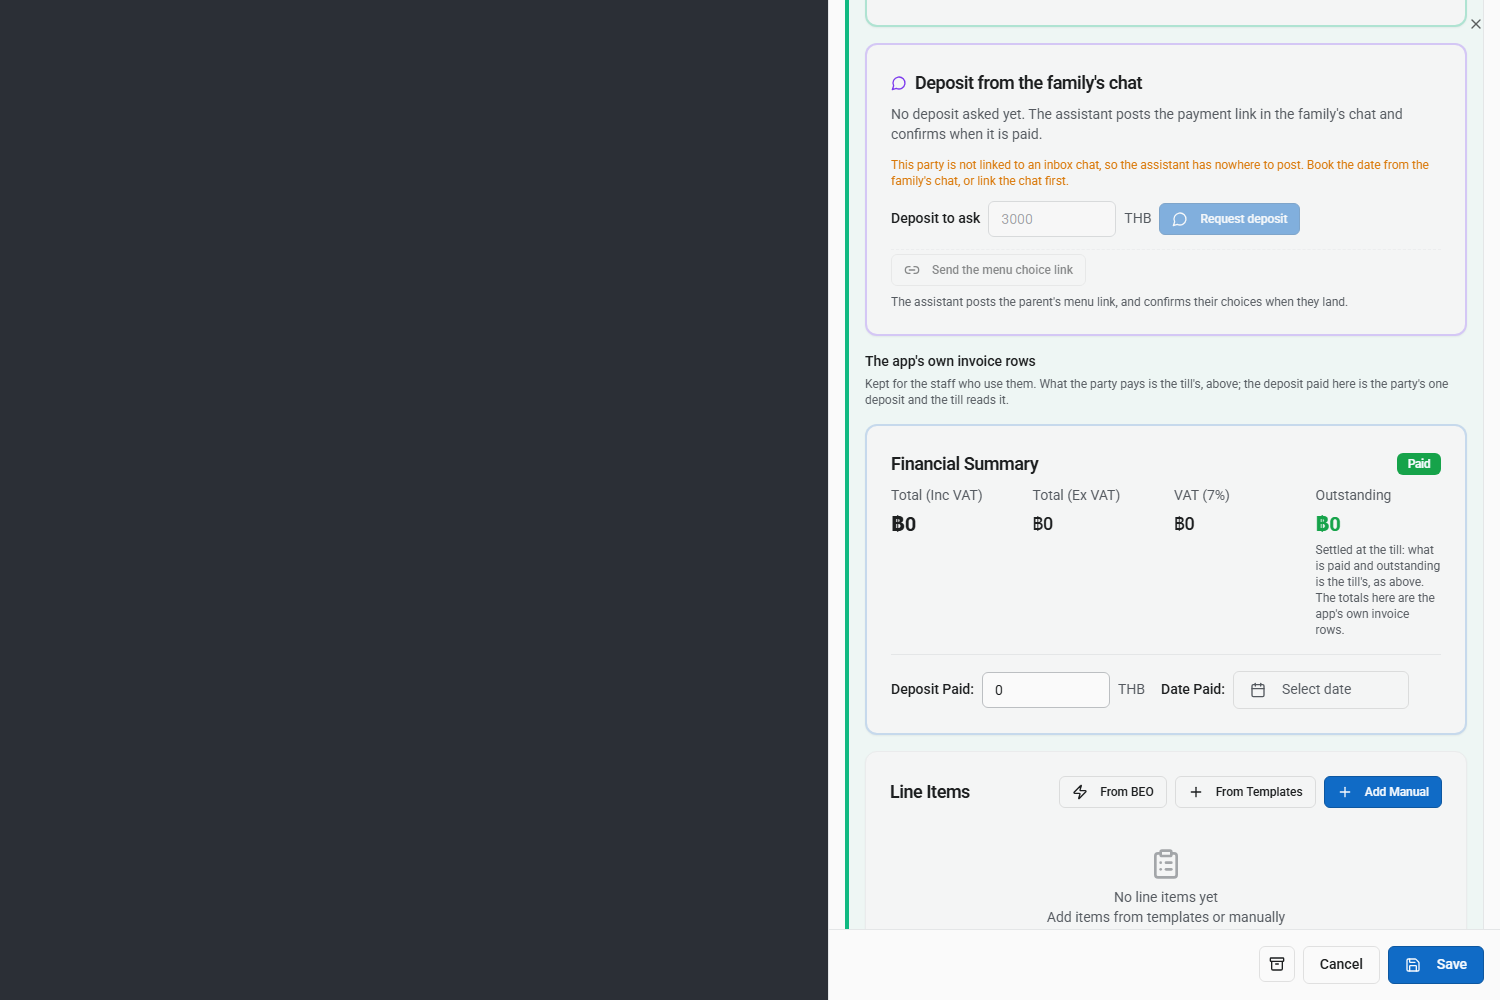 Deposit from the family's chat
No deposit asked yet. The assistant posts the payment link in the family's chat and
confirms when it is paid.
This party is not linked to an inbox chat, so the assistant has nowhere to post. Book the date from the
family's chat, or link the chat first.
Deposit to ask 3000 THB Request deposit
Send the menu choice link
The assistant posts the parent's menu link, and confirms their choices when they land.
The app's own invoice rows
Kept for the staff who use them. What the party pays is the till's, above; the deposit paid here is the party's one
deposit and the till reads it.
Financial Summary Paid
Total (Inc VAT) Total (Ex VAT) VAT (7%) Outstanding
฿0 ฿0 ฿0 ฿0
Settled at the till: what
is paid and outstanding
is the till's, as above.
The totals here are the
app's own invoice
rows.
Deposit Paid: 0 THB Date Paid: Select date
Line Items From BEO From Templates Add Manual
No line items yet
Add items from templates or manually
Cancel Save